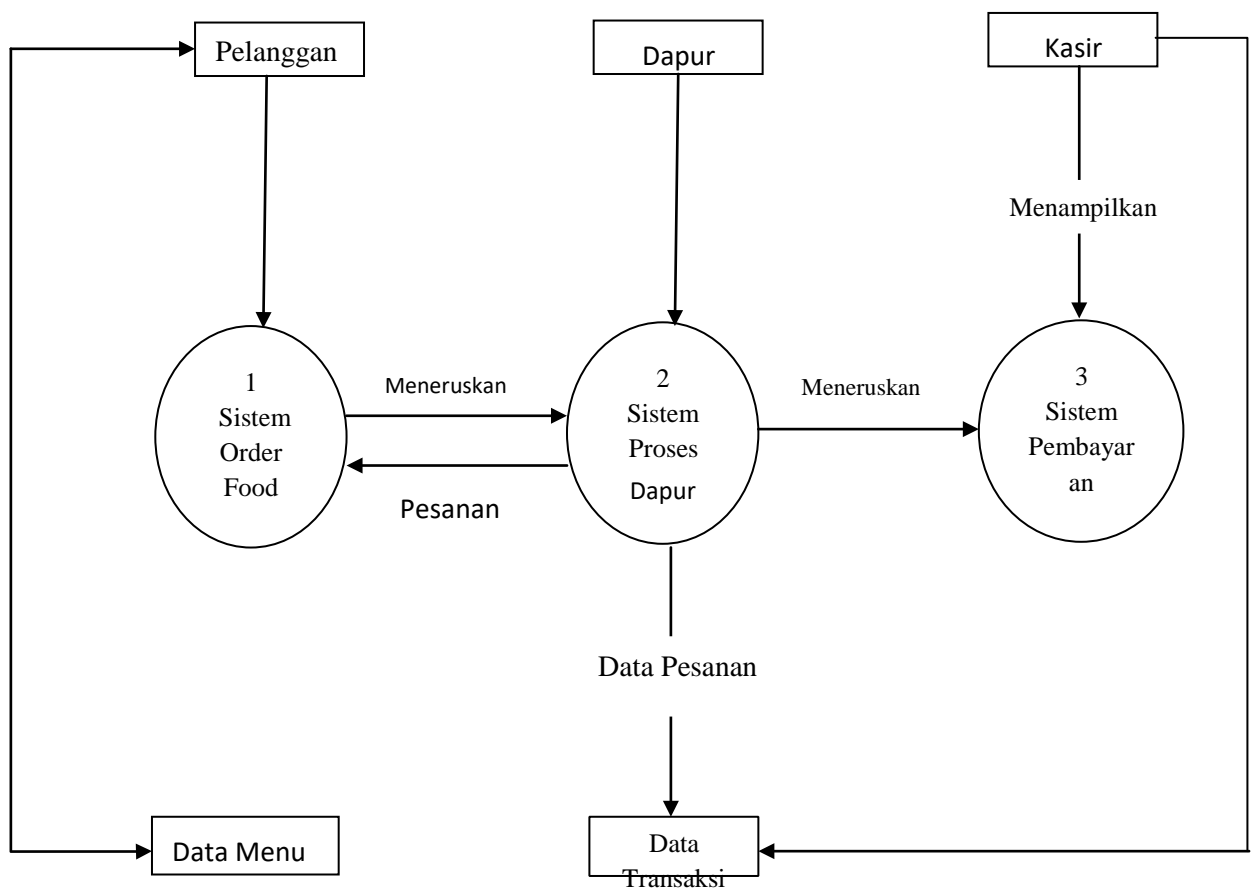 Pelanggan
Dapur
Kasir
Menampilkan
1
Sistem
Order
Food
Meneruskan
Pesanan
2
Sistem
Proses
Dapur
Meneruskan
3
Sistem
Pembayar
an
Data Pesanan
Data Menu
Data
Transaksi